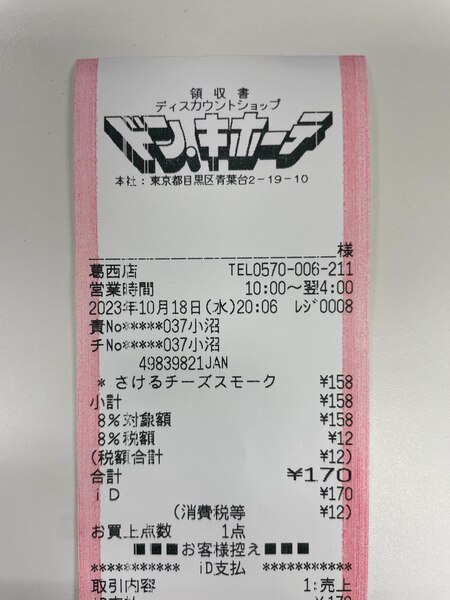 領収書
ディスカウントショップ
ドン.キホーテ
本社：東京都目黒区青葉台2-19-10
様
葛西店 TEL0570-006-211
営業時間 10:00～翌4:00
2023年10月18日(水)20:06 ﾚｼﾞ0008
責No*****037小沼
チNo*****037小沼
49839821JAN
* さけるチーズスモーク ¥158
小計 ¥158
8%対象額 ¥158
8%税額 ¥12
(税額合計 ¥12)
合計 ¥170
iD ¥170
(消費税等 ¥12)
お買上点数 1点
■■■お客様控え■■■
*********** iD支払 ***********
取引内容 1:売上
iD支払 ¥170